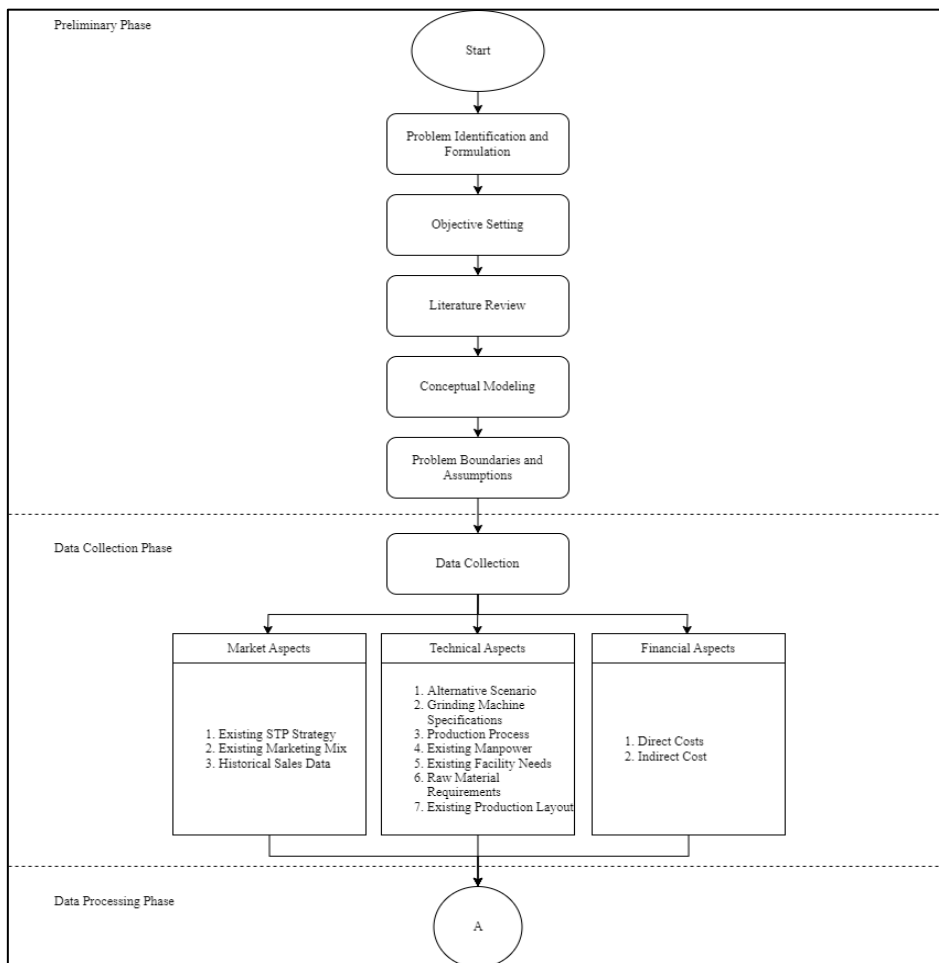 Preliminary Phase
Start
Problem Identification and
Formulation
Objective Setting
Literature Review
Conceptual Modeling
Problem Boundaries and
Assumptions
Data Collection Phase
Data Collection
Market Aspects
1. Existing STP Strategy
2. Existing Marketing Mix
3. Historical Sales Data
Technical Aspects
1. Alternative Scenario
2. Grinding Machine
Specifications
3. Production Process
4. Existing Manpower
5. Existing Facility Needs
6. Raw Material
Requirements
7. Existing Production Layout
Financial Aspects
1. Direct Costs
2. Indirect Cost
Data Processing Phase
A